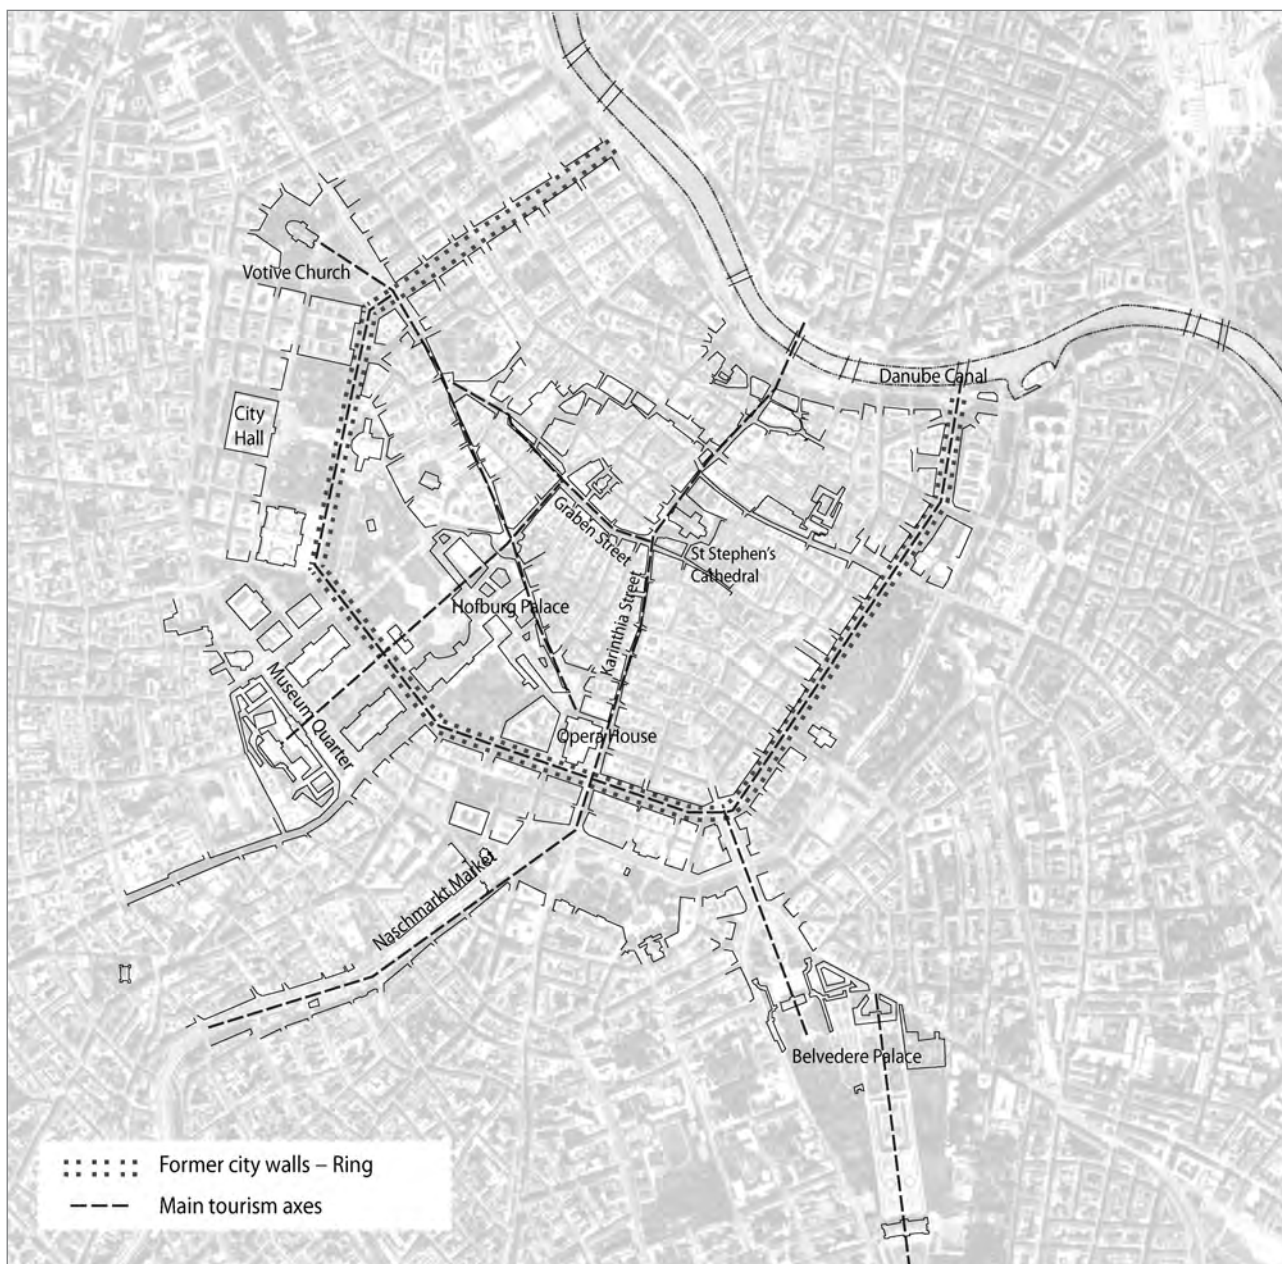 Votive Church
Danube Canal
City
Hall
Graben Street
St Stephen's
Cathedral
Hofburg Palace
Karinthia Street
Museum Quarter
Opera House
Naschmarkt Market
Belvedere Palace
Former city walls – Ring
Main tourism axes